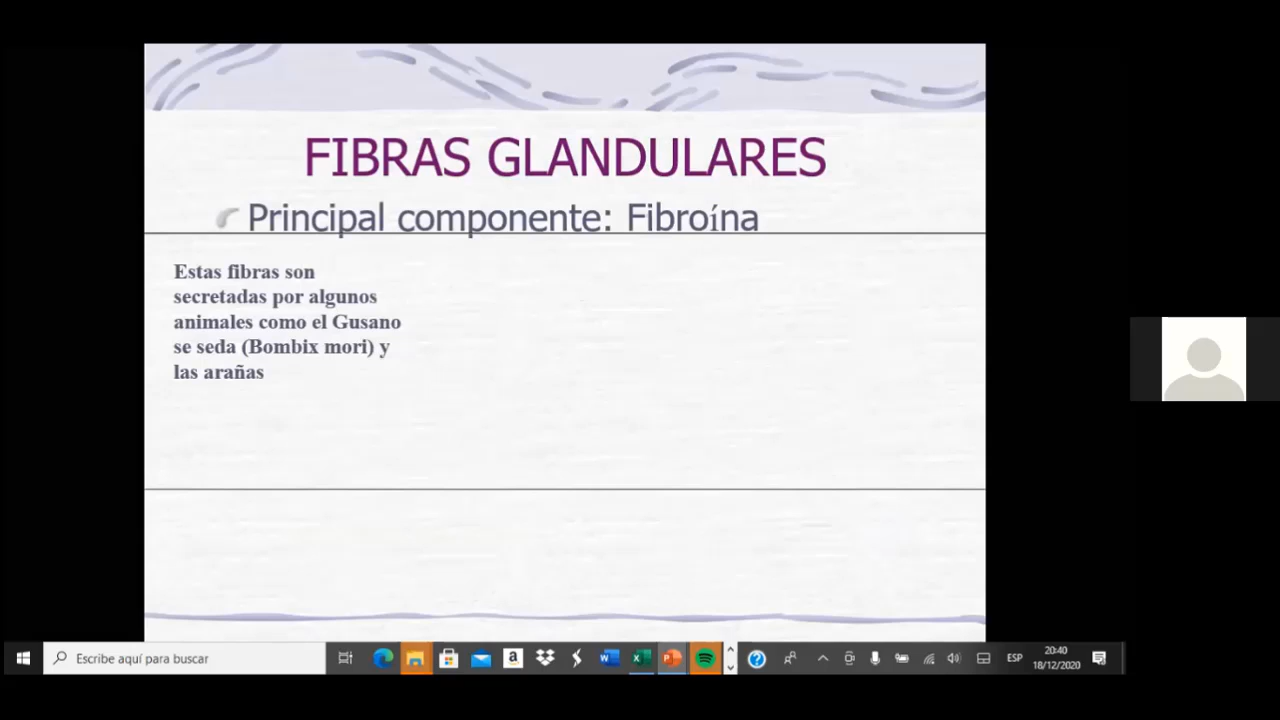 FIBRAS GLANDULARES
Principal componente: Fibroína
Estas fibras son
secretadas por algunos
animales como el Gusano
se seda (Bombix mori) y
las arañas
Escribe aquí para buscar
ESP
20:40
18/12/2020